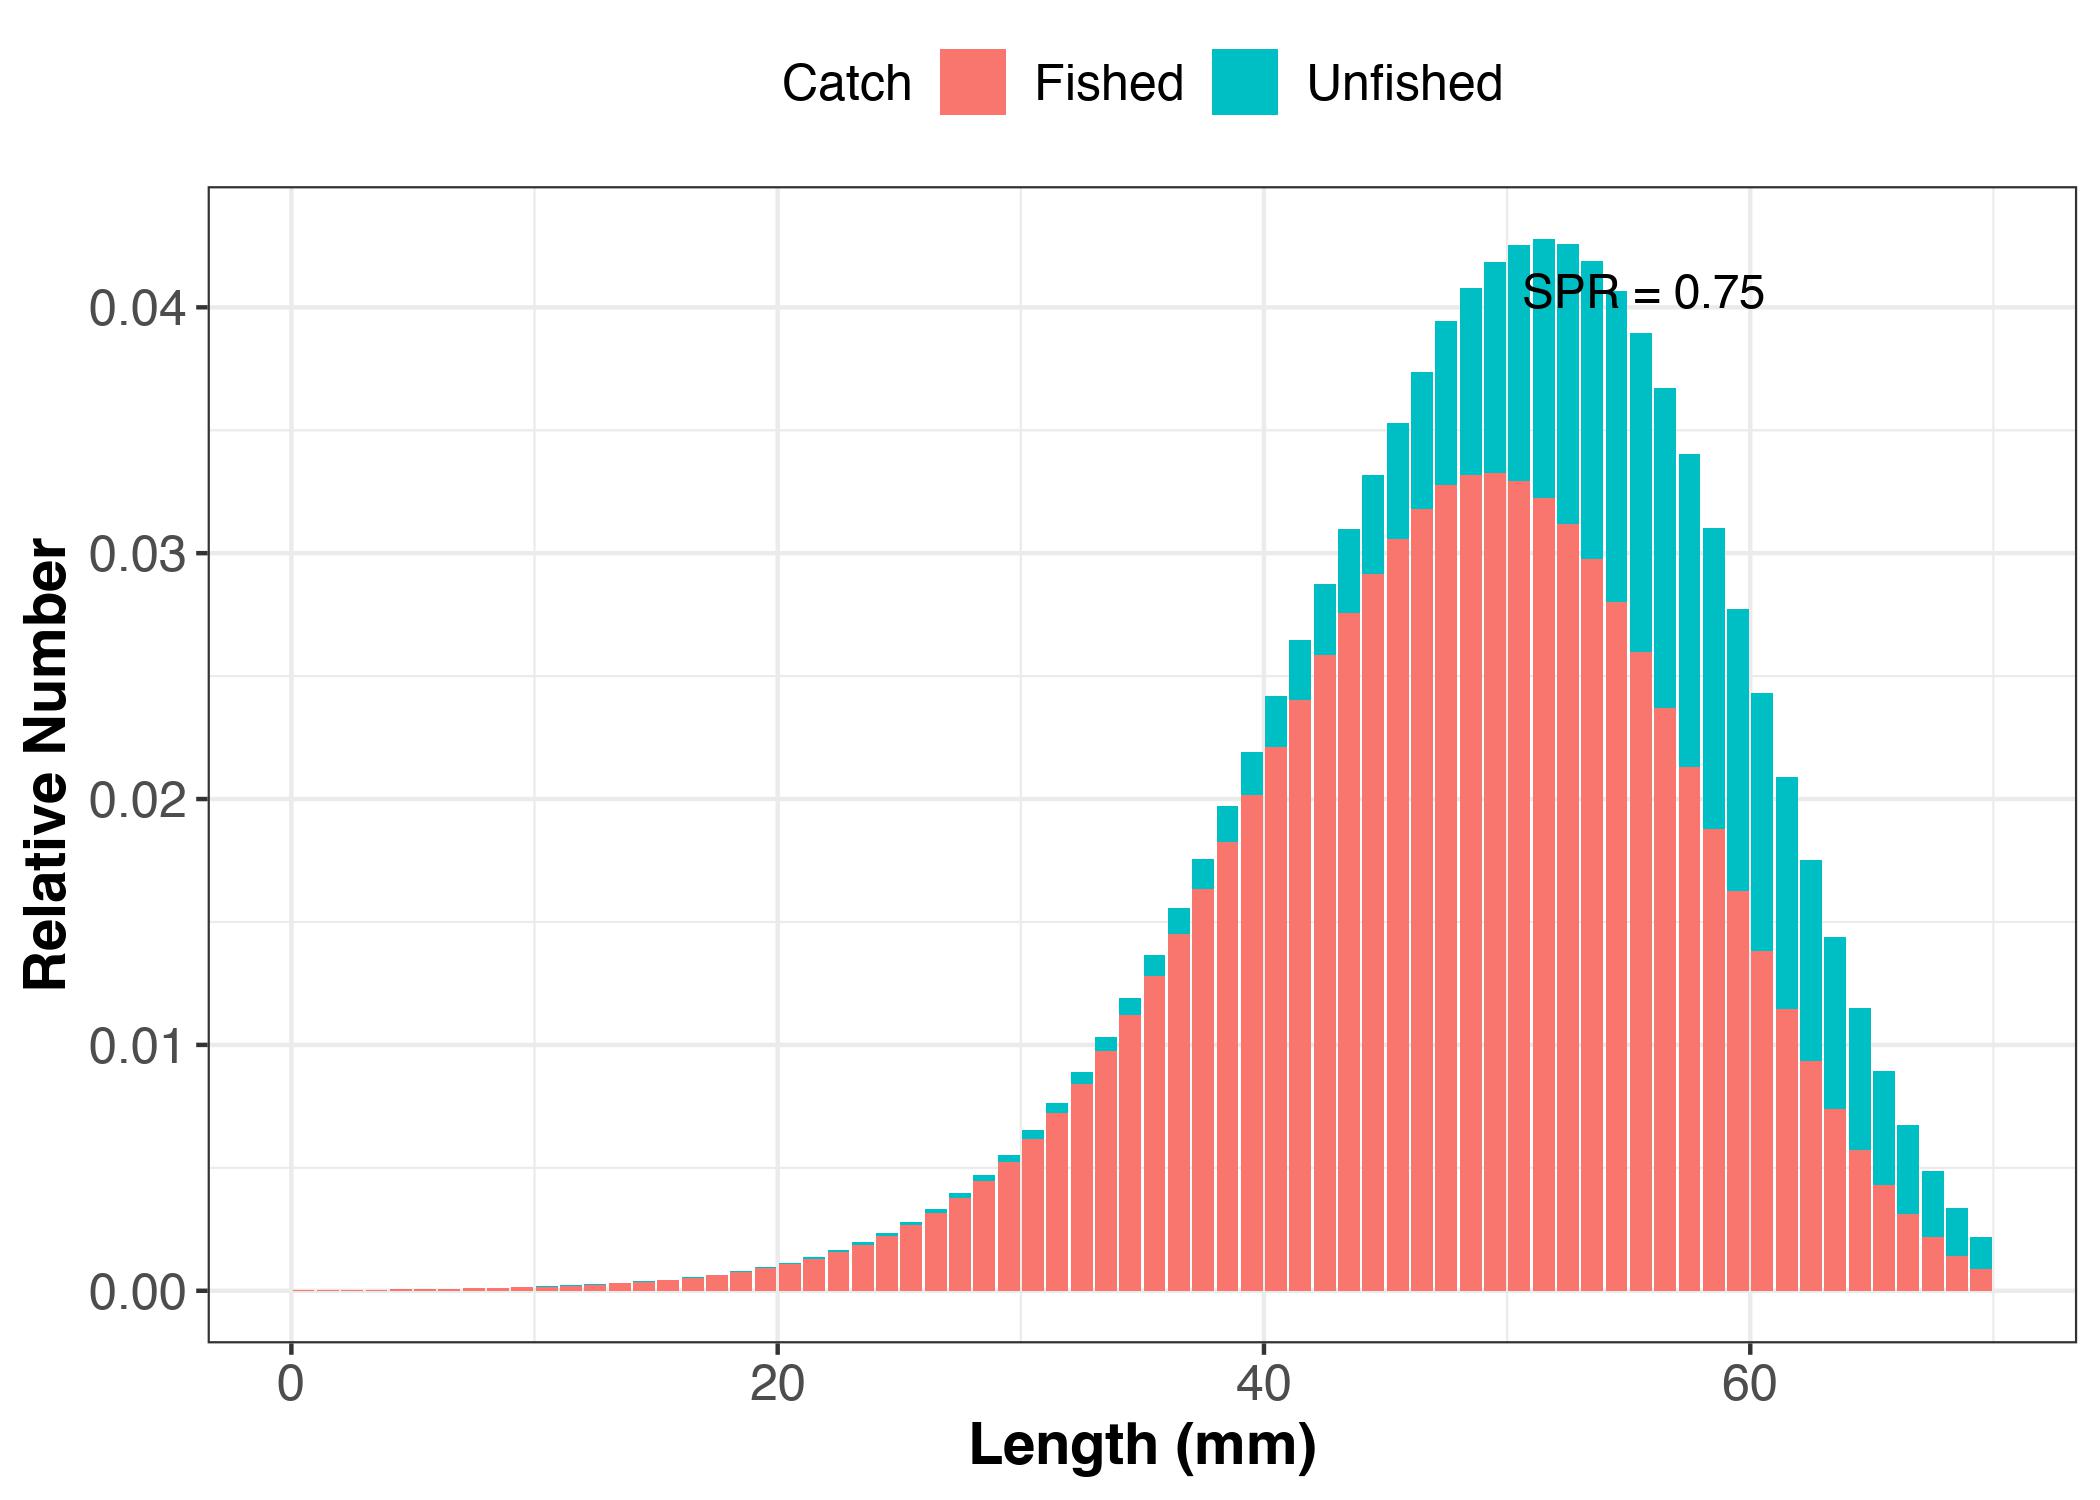 Catch Fished Unfished
SPR = 0.75
0.04
0.03
0.02
0.01
0.00
Relative Number
0 20 40 60
Length (mm)